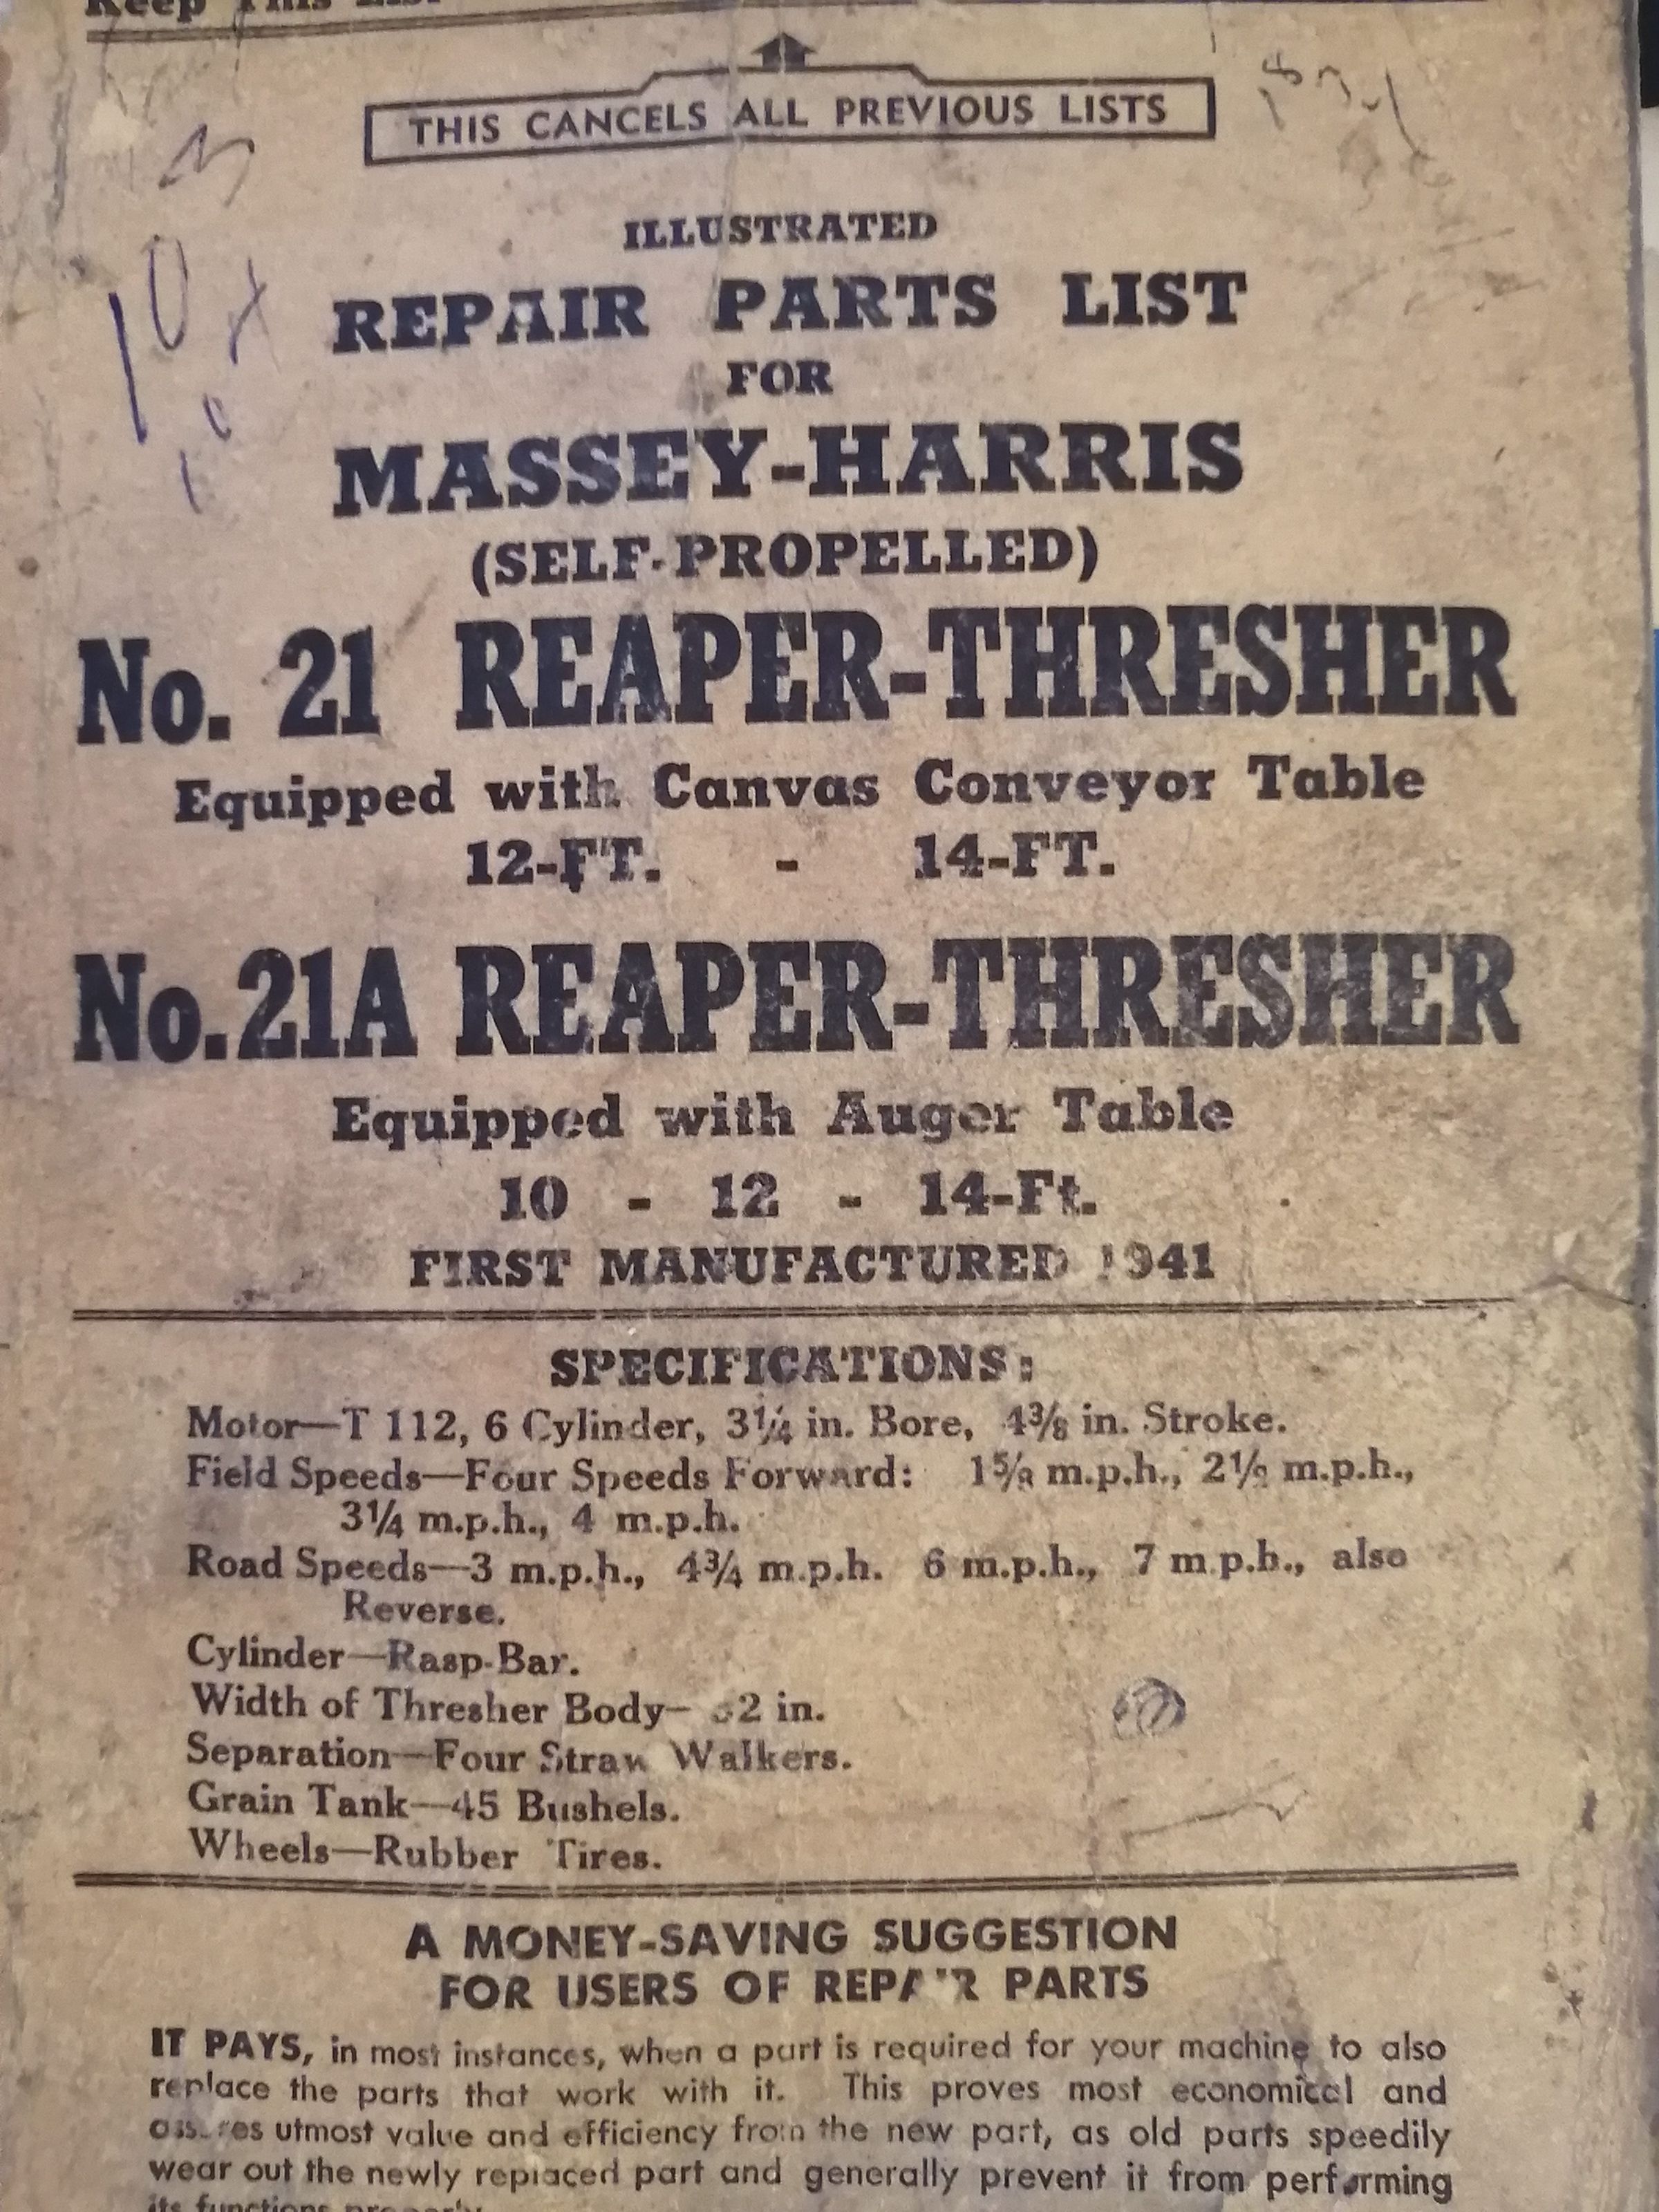 Keep This List
THIS CANCELS ALL PREVIOUS LISTS
ILLUSTRATED
REPAIR PARTS LIST
FOR
MASSEY-HARRIS
(SELF-PROPELLED)
No. 21 REAPER-THRESHER
Equipped with Canvas Conveyor Table
12-FT. - 14-FT.
No. 21A REAPER-THRESHER
Equipped with Auger Table
10 - 12 - 14-Ft.
FIRST MANUFACTURED 1941
SPECIFICATIONS:
Motor—T 112, 6 Cylinder, 3¼ in. Bore, 4⅜ in. Stroke.
Field Speeds—Four Speeds Forward: 1⅝ m.p.h., 2½ m.p.h.,
3¼ m.p.h., 4 m.p.h.
Road Speeds—3 m.p.h., 4¾ m.p.h. 6 m.p.h., 7 m.p.h., also
Reverse.
Cylinder—Rasp-Bar.
Width of Thresher Body— 32 in.
Separation—Four Straw Walkers.
Grain Tank—45 Bushels.
Wheels—Rubber Tires.
A MONEY-SAVING SUGGESTION
FOR USERS OF REPAIR PARTS
IT PAYS, in most instances, when a part is required for your machine to also
replace the parts that work with it. This proves most economical and
assures utmost value and efficiency from the new part, as old parts speedily
wear out the newly replaced part and generally prevent it from performing
its functions properly.